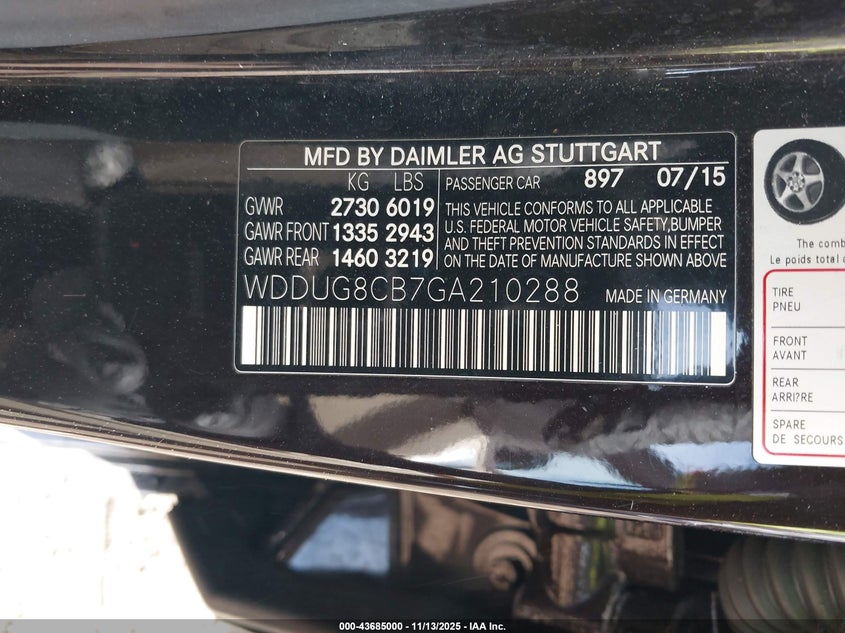 MFD BY DAIMLER AG STUTTGART
KG LBS
GVWR 2730 6019
GAWR FRONT 1335 2943
GAWR REAR 1460 3219
PASSENGER CAR 897 07/15
THIS VEHICLE CONFORMS TO ALL APPLICABLE
U.S. FEDERAL MOTOR VEHICLE SAFETY,BUMPER
AND THEFT PREVENTION STANDARDS IN EFFECT
ON DATE OF MANUFACTURE SHOWN ABOVE
WDDUG8CB7GA210288 MADE IN GERMANY
The comb
Le poids total
TIRE
PNEU
FRONT
AVANT
REAR
ARRI?RE
SPARE
DE SECOURS
000-43685000 - 11/13/2025 - IAA Inc.